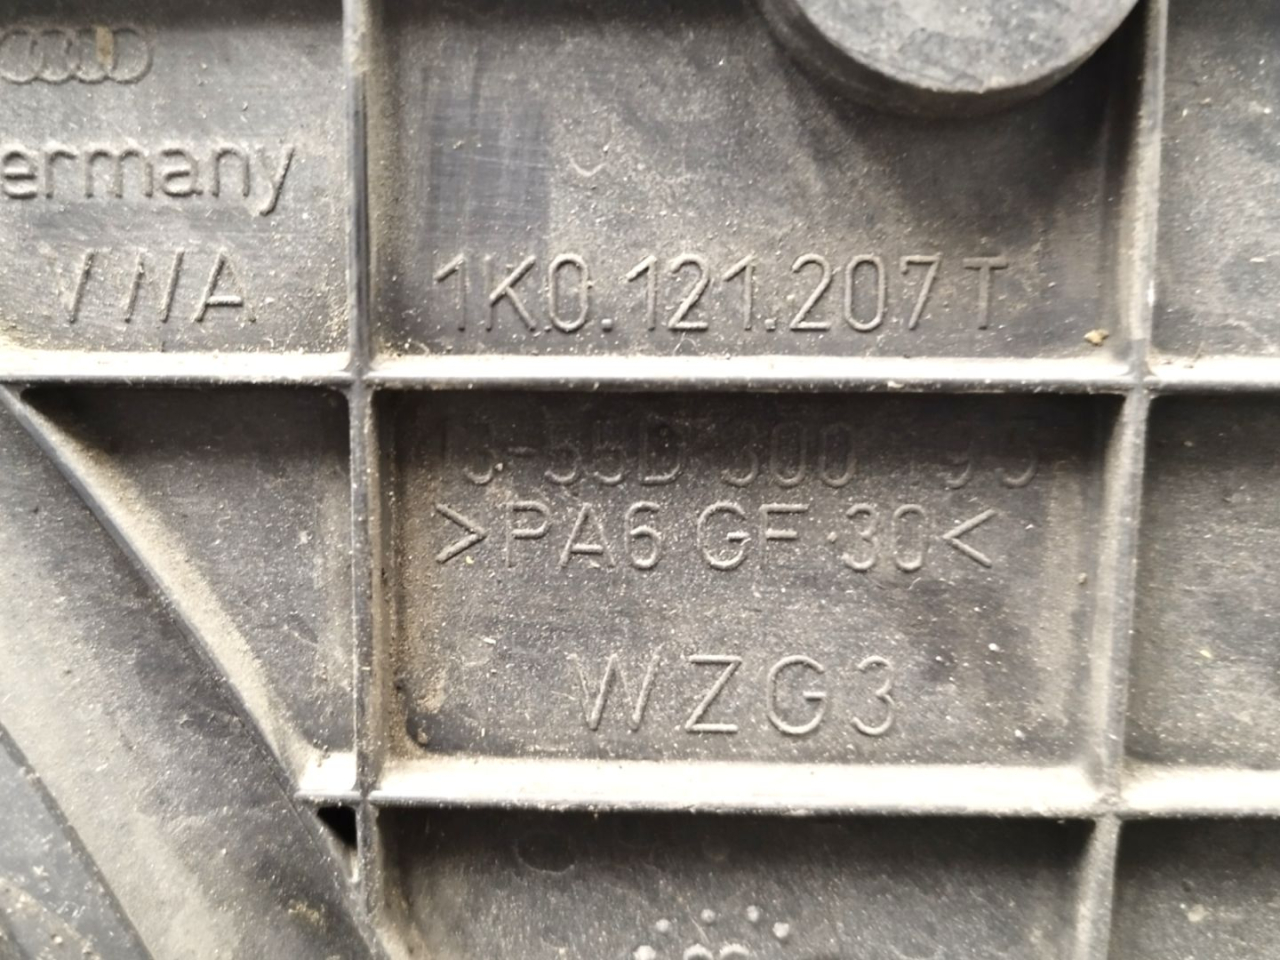 ermany
VWA
1K0.121.207 T
>PA6 GF·30<
WZG3